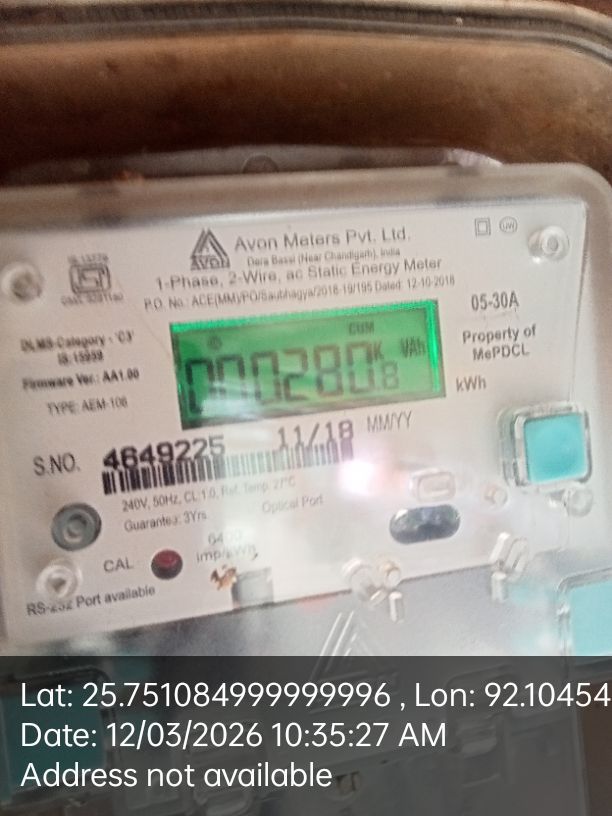 Avon Meters Pvt. Ltd.
AVON
Dera Bassi (Near Chandigarh), India
1-Phase, 2-Wire, ac Static Energy Meter
P.O. No.: ACE(MM)/PO/Saubhagya/2018-19/195 Dated: 12-10-2018
05-30A
DLMS-Category - 'C3'
IS:15959
Firmware Ver.: AA1.00
TYPE: AEM-106
CUM
000280.8 K VAh
Property of
MePDCL
kWh
S.NO. 4649225 11/18 MM/YY
240V, 50Hz, CL 1.0, Ref. Temp. 27°C
Guarantee: 3Yrs. Optical Port
CAL
6400
imp/kWh
RS-232 Port available
Lat: 25.751084999999996 , Lon: 92.10454
Date: 12/03/2026 10:35:27 AM
Address not available